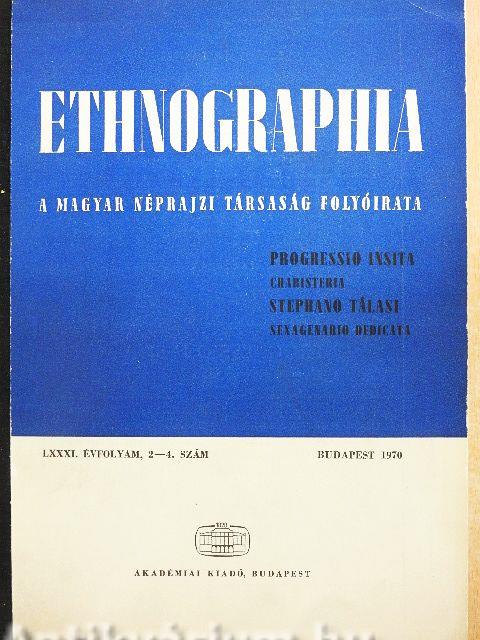 ETHNOGRAPHIA
A MAGYAR NÉPRAJZI TÁRSASÁG FOLYÓIRATA
PROGRESSIO INSITA
CHARISTERIA
STEPHANO TÁLASI
SEXAGENARIO DEDICATA
LXXXI. ÉVFOLYAM, 2—4. SZÁM
BUDAPEST 1970
1828
AKADÉMIAI KIADÓ, BUDAPEST